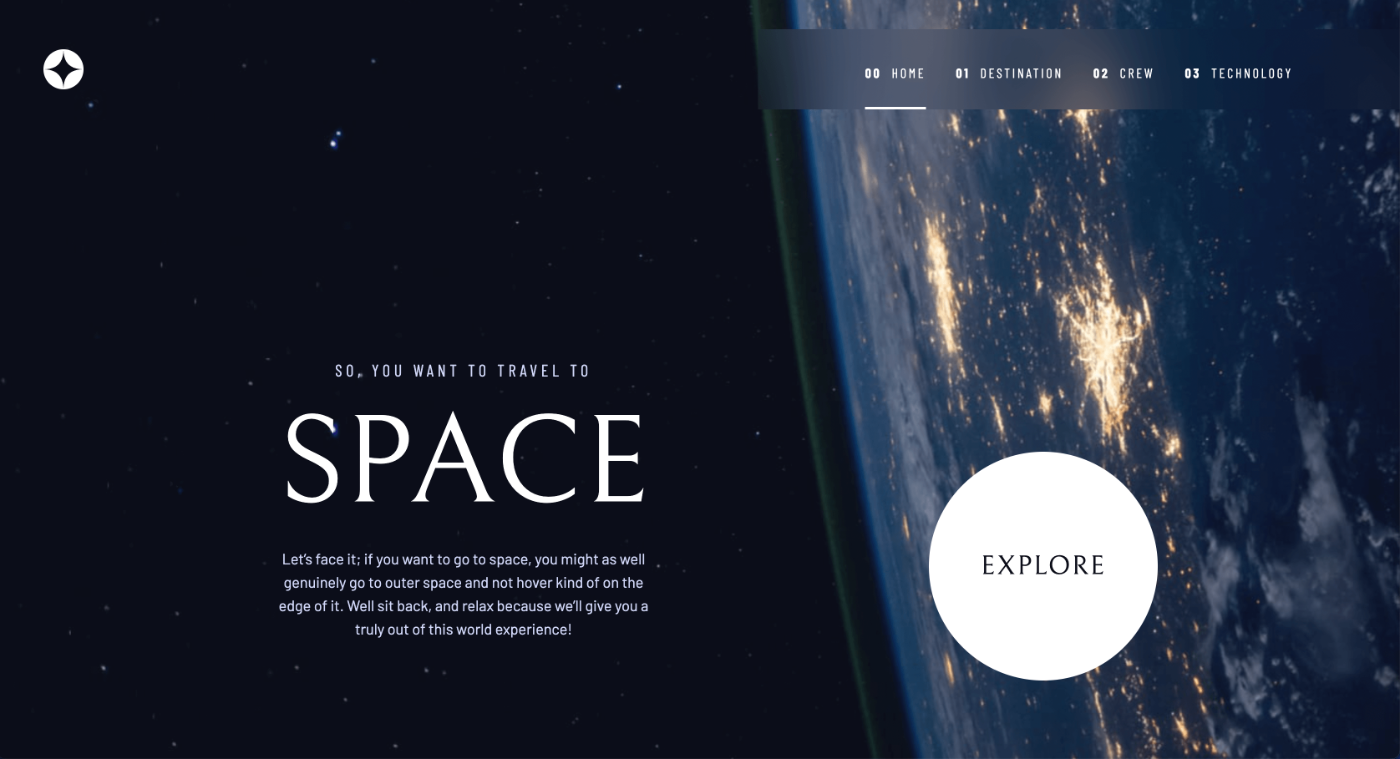 00 HOME 01 DESTINATION 02 CREW 03 TECHNOLOGY
SO, YOU WANT TO TRAVEL TO
SPACE
Let’s face it; if you want to go to space, you might as well
genuinely go to outer space and not hover kind of on the
edge of it. Well sit back, and relax because we’ll give you a
truly out of this world experience!
EXPLORE